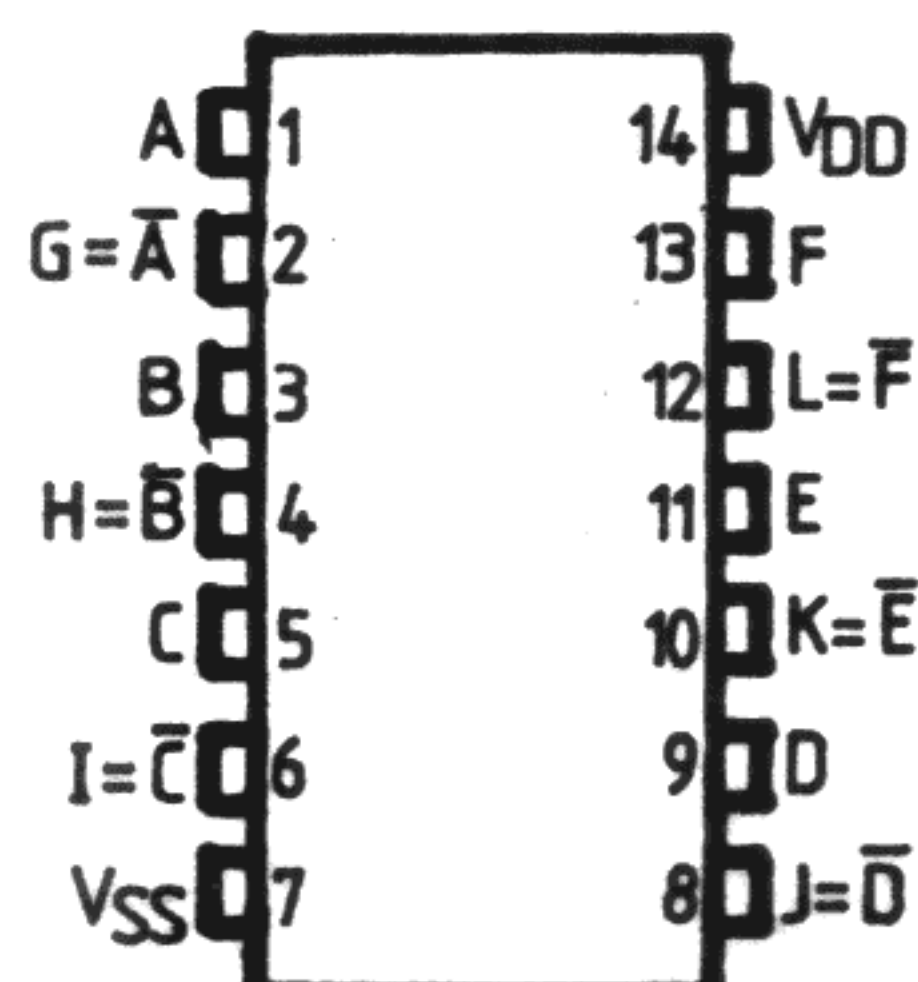 A 1 14 VDD
G=A̅ 2 13 F
B 3 12 L=F̅
H=B̅ 4 11 E
C 5 10 K=E̅
I=C̅ 6 9 D
VSS 7 8 J=D̅